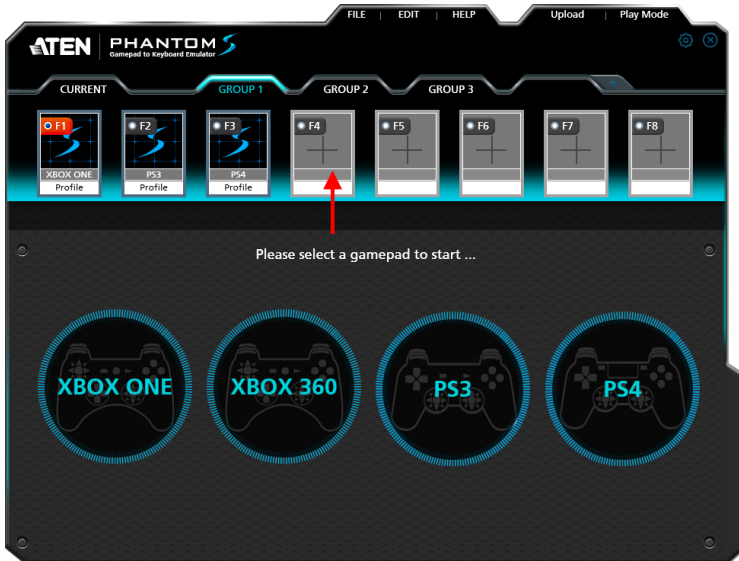 FILE | EDIT | HELP Upload | Play Mode
ATEN PHANTOM S
Gamepad to Keyboard Emulator
CURRENT GROUP 1 GROUP 2 GROUP 3
F1 F2 F3 F4 F5 F6 F7 F8
XBOX ONE PS3 PS4
Profile Profile Profile
Please select a gamepad to start ...
XBOX ONE XBOX 360 PS3 PS4